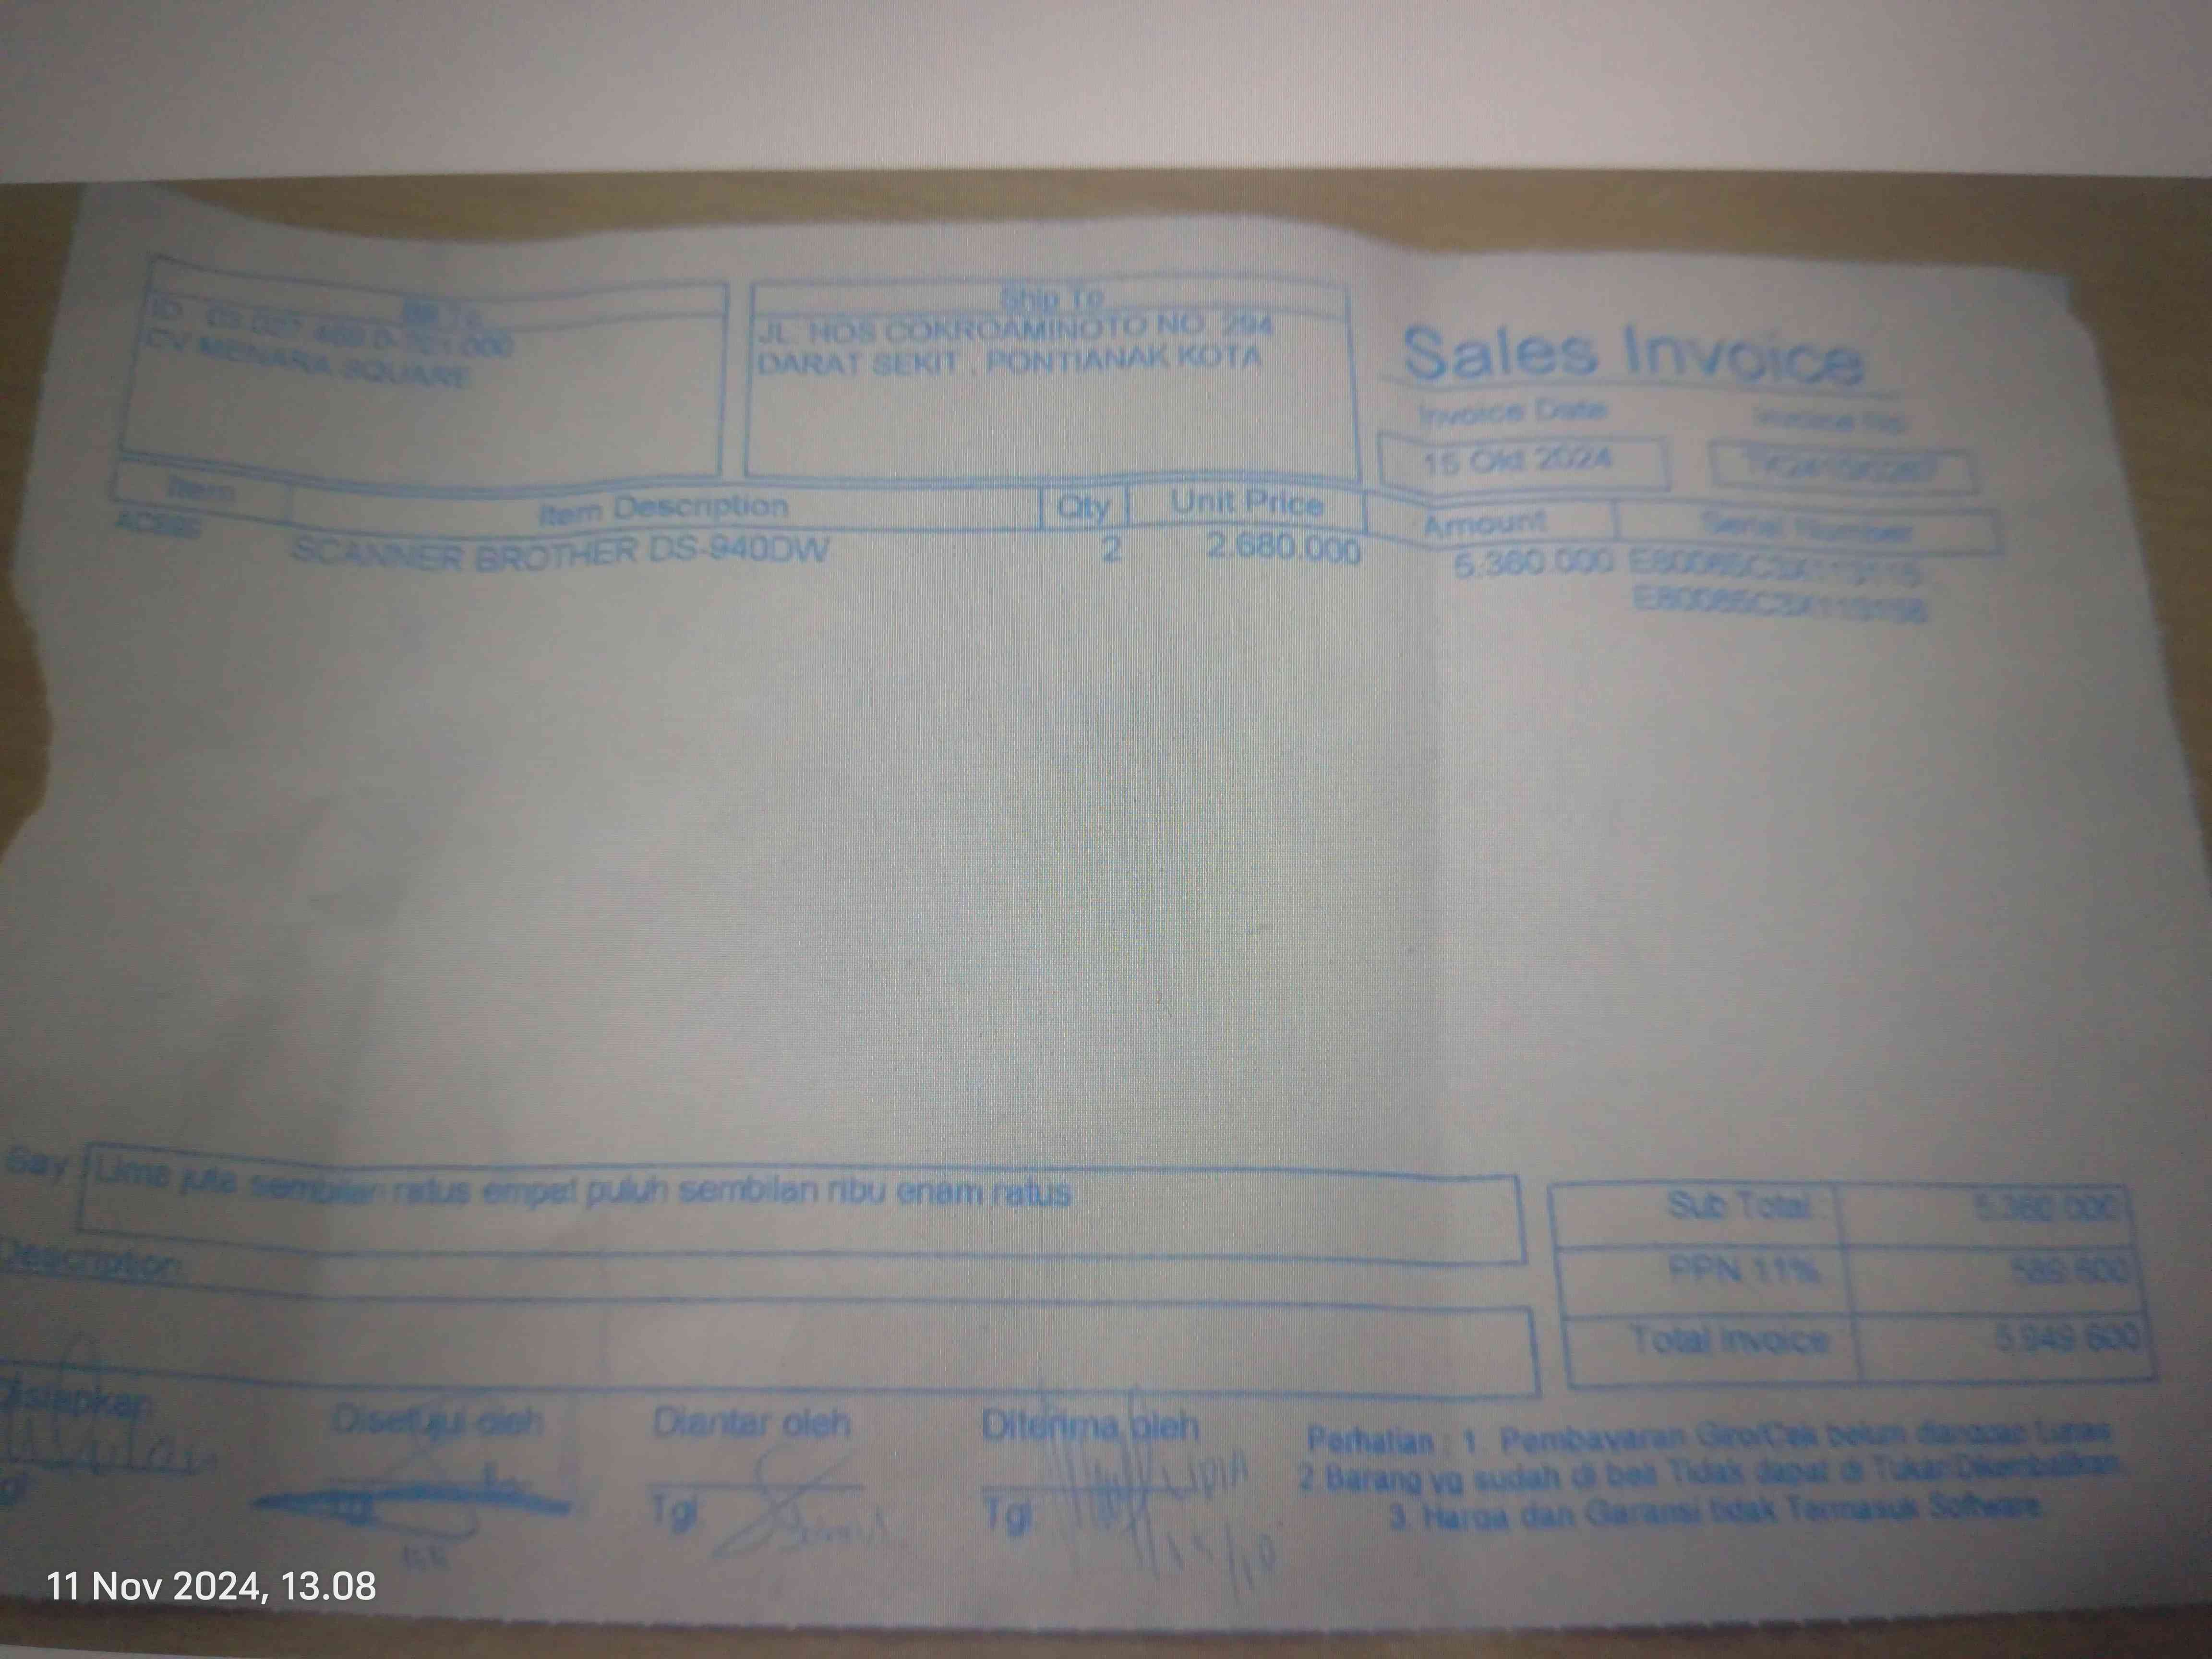 Ship To
CV MENARA SQUARE
JL. HOS COKROAMINOTO NO. 294
DARAT SEKIT , PONTIANAK KOTA
Sales Invoice
Invoice Date
Invoice No
15 Okt 2024
Item
Item Description
Qty
Unit Price
Amount
Serial Number
SCANNER BROTHER DS-940DW
2
2.680.000
5.360.000
Say
Lima juta sembilan ratus empat puluh sembilan ribu enam ratus
Description
Sub Total
5.360.000
PPN 11%
589.600
Total Invoice
5.949.600
Disiapkan
Disetujui oleh
Diantar oleh
Diterima oleh
Tgl
Tgl
Tgl
15/10
Perhatian : 1. Pembayaran Giro/Cek belum dianggap Lunas
2. Barang yg sudah di beli Tidak dapat di Tukar/Dikembalikan
3. Harga dan Garansi tidak Termasuk Software
11 Nov 2024, 13.08